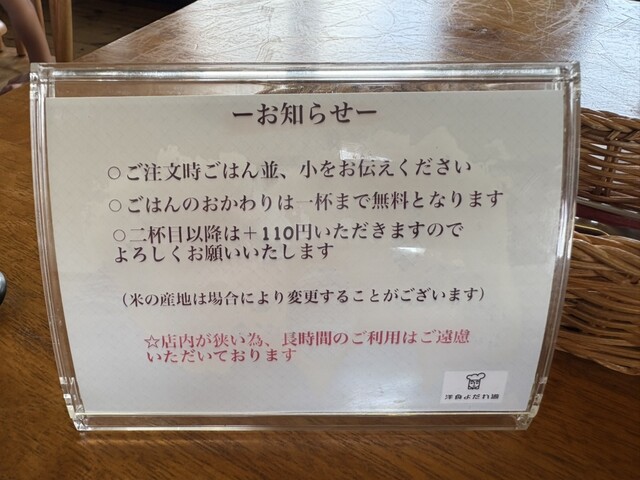 ーお知らせー
○ご注文時ごはん並、小をお伝えください
○ごはんのおかわりは一杯まで無料となります
○二杯目以降は＋110円いただきますので
よろしくお願いいたします
（米の産地は場合により変更することがございます）
☆店内が狭い為、長時間のご利用はご遠慮
いただいております
洋食よだれ道